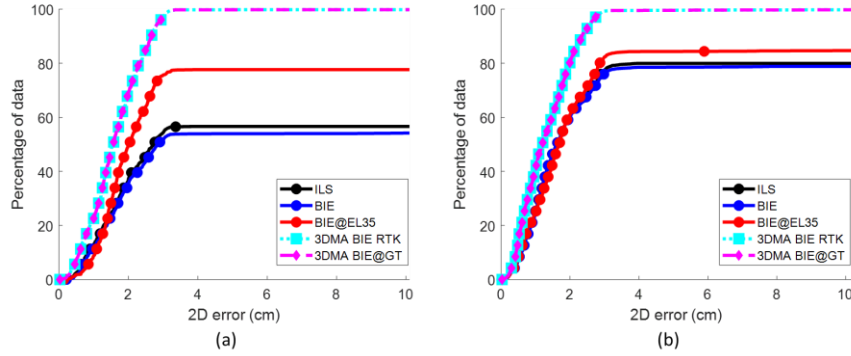 100
80
60
40
20
0
Percentage of data
0 2 4 6 8 10
2D error (cm)
ILS
BIE
BIE@EL35
3DMA BIE RTK
3DMA BIE@GT
(a)
100
80
60
40
20
0
Percentage of data
0 2 4 6 8 10
2D error (cm)
ILS
BIE
BIE@EL35
3DMA BIE RTK
3DMA BIE@GT
(b)